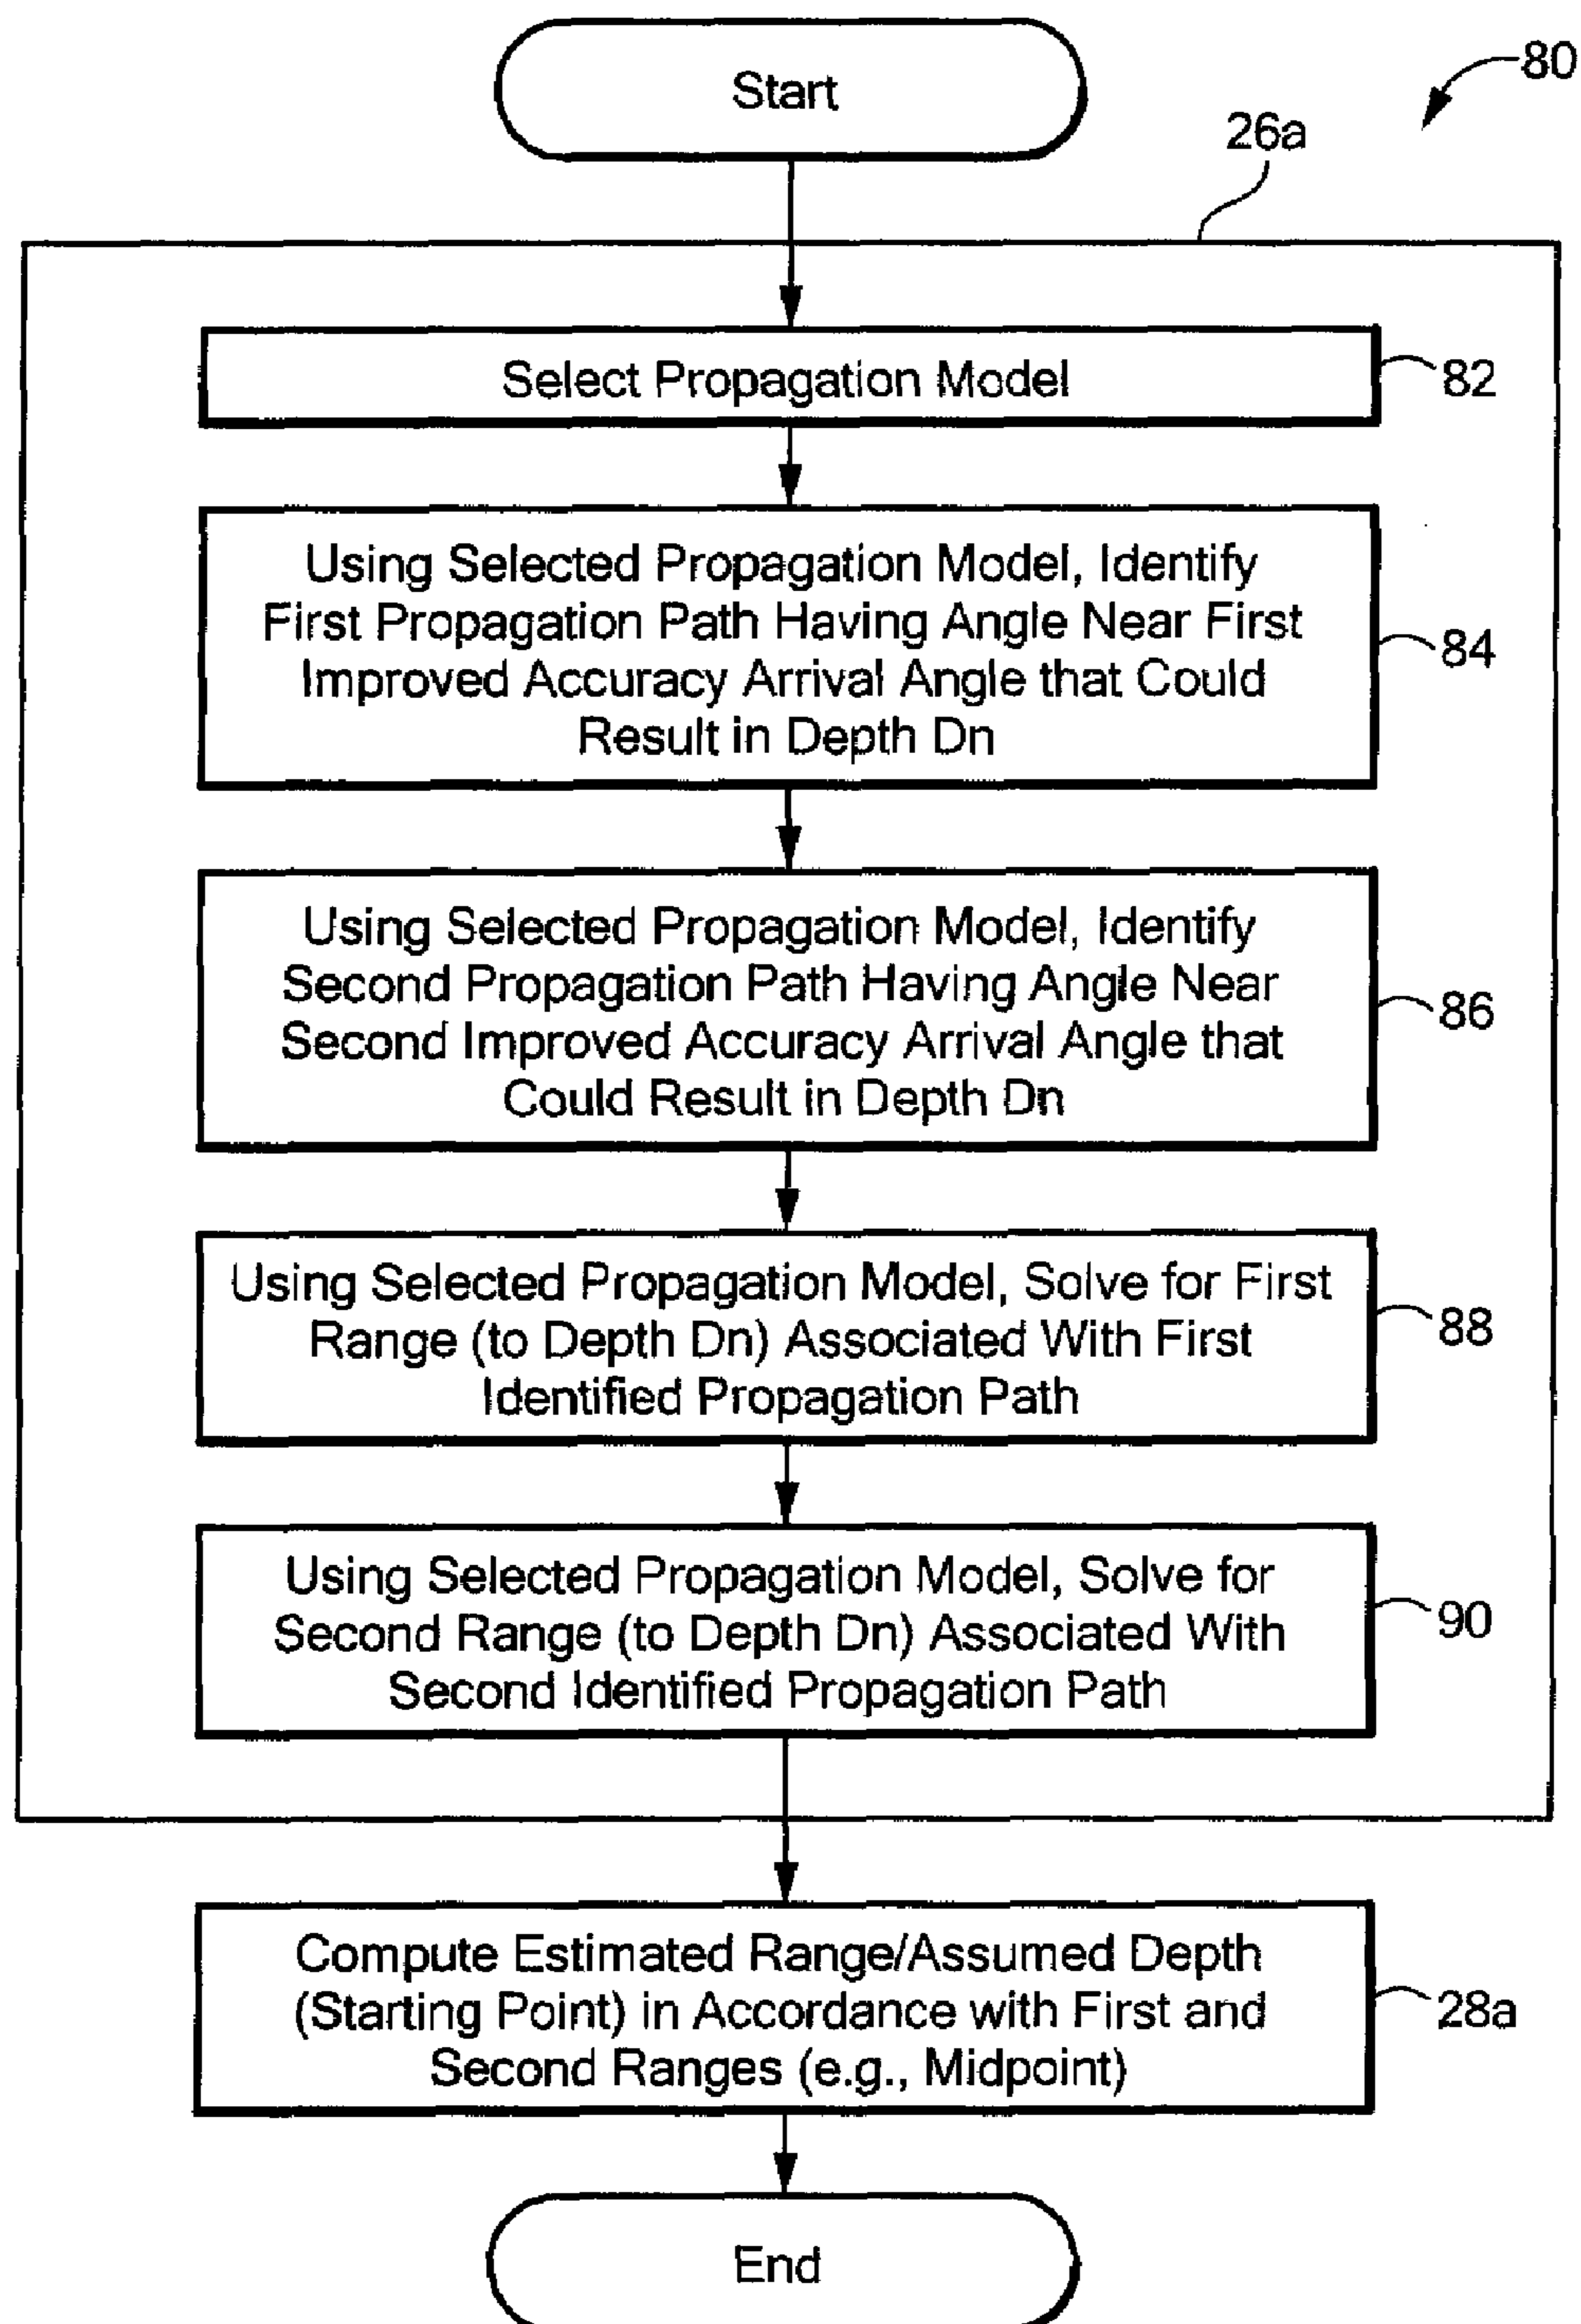 Start
80
26a
Select Propagation Model
82
Using Selected Propagation Model, Identify
First Propagation Path Having Angle Near First
Improved Accuracy Arrival Angle that Could
Result in Depth Dn
84
Using Selected Propagation Model, Identify
Second Propagation Path Having Angle Near
Second Improved Accuracy Arrival Angle that
Could Result in Depth Dn
86
Using Selected Propagation Model, Solve for First
Range (to Depth Dn) Associated With First
Identified Propagation Path
88
Using Selected Propagation Model, Solve for
Second Range (to Depth Dn) Associated With
Second Identified Propagation Path
90
Compute Estimated Range/Assumed Depth
(Starting Point) in Accordance with First and
Second Ranges (e.g., Midpoint)
28a
End